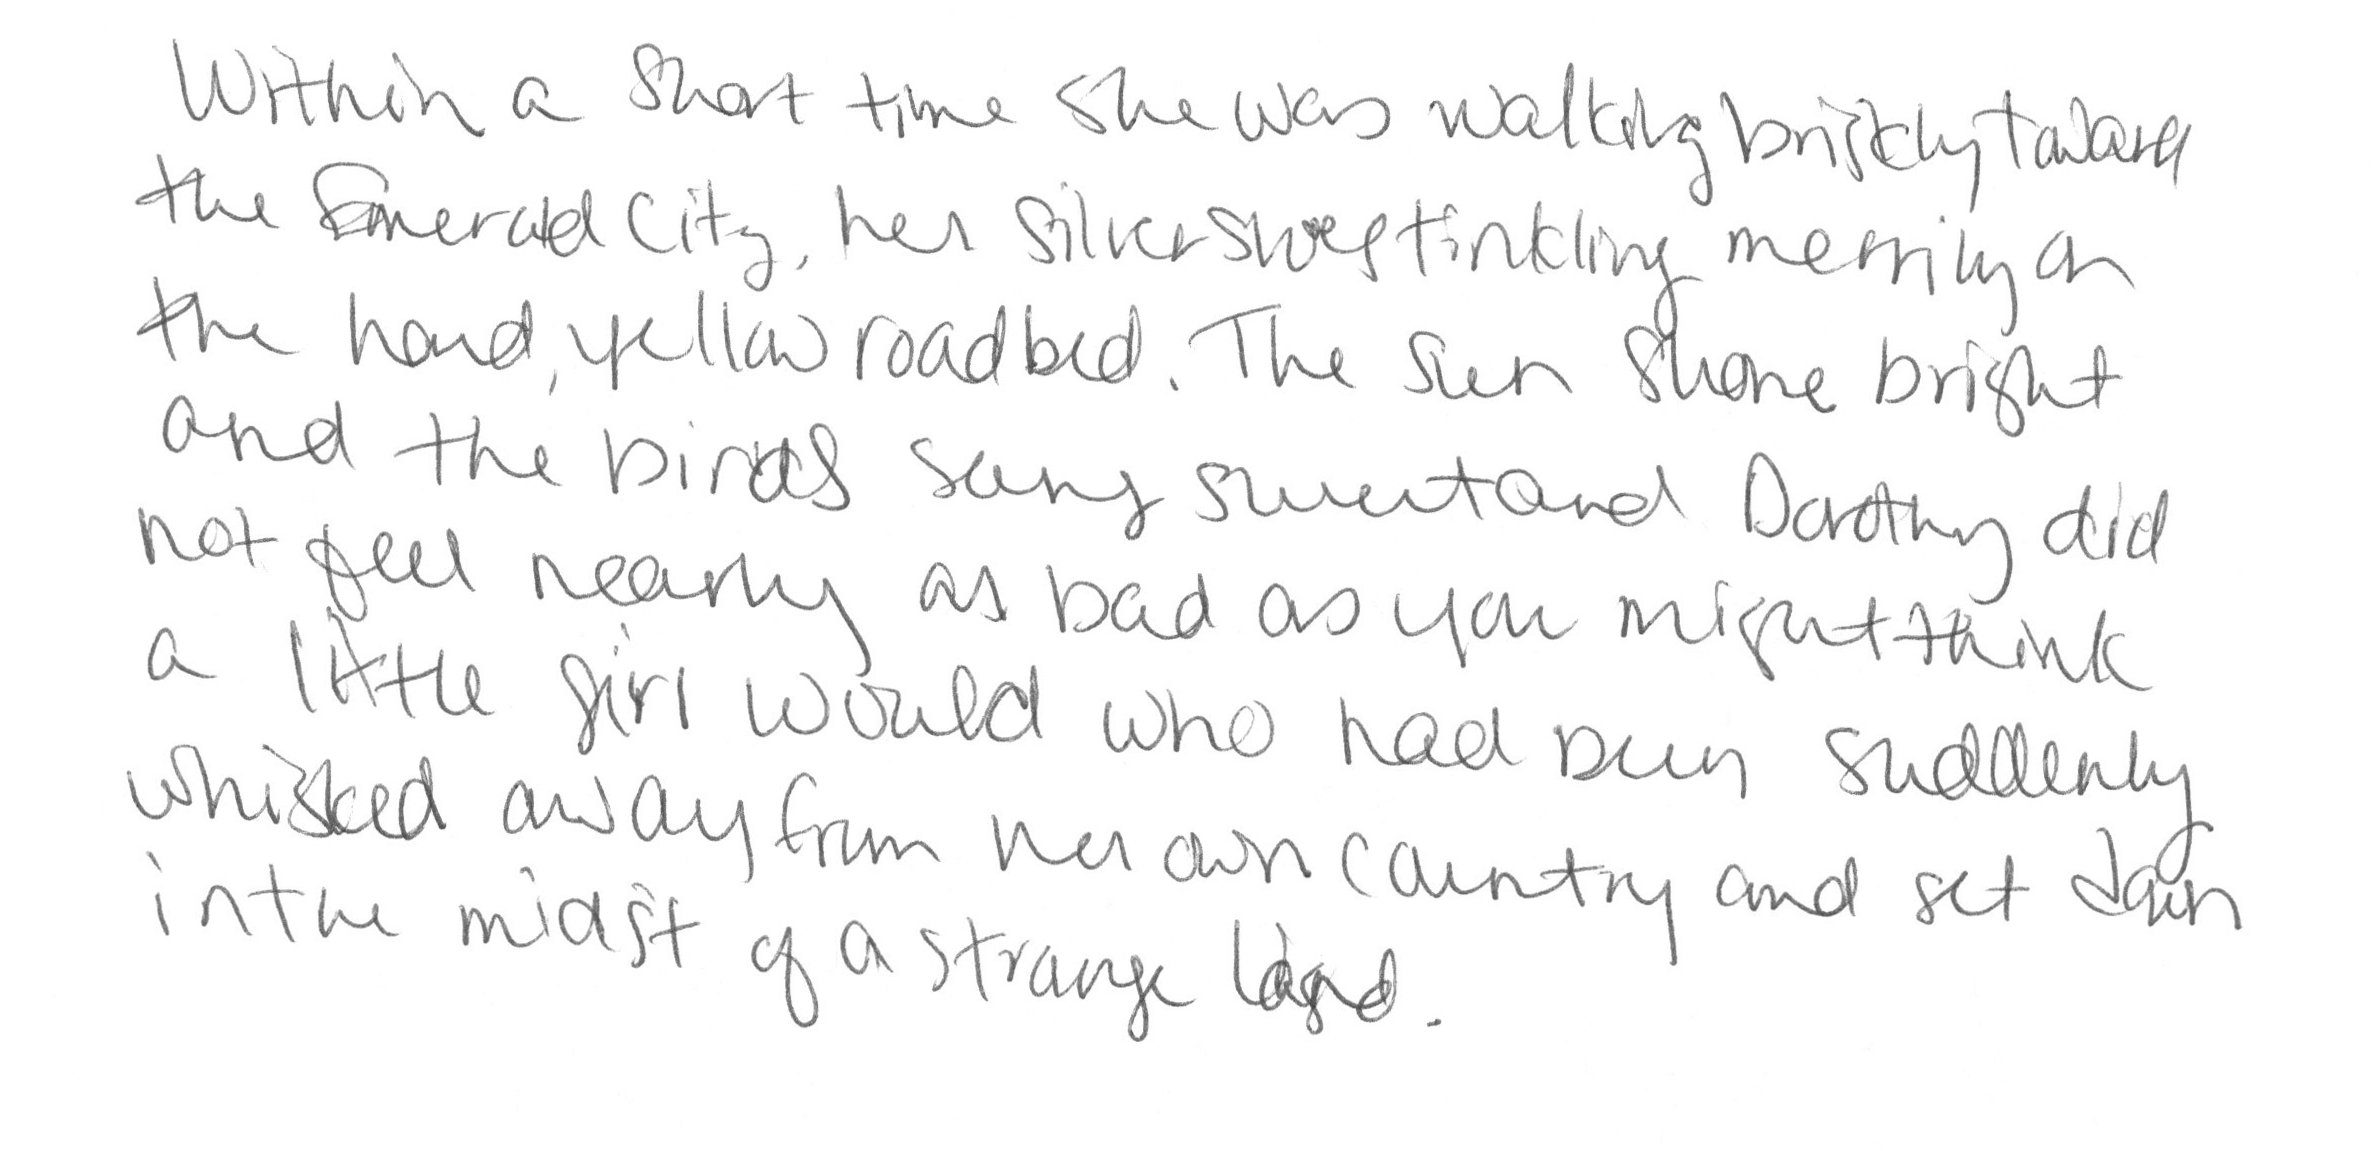 Within a short time she was walking briskly toward
the Emerald City, her silver shoes tinkling merrily on
the hard, yellow roadbed. The sun shone bright
and the birds sung sweet and Dorothy did
not feel nearly as bad as you might think
a little girl would who had been suddenly
whisked away from her own country and set down
in the midst of a strange land.